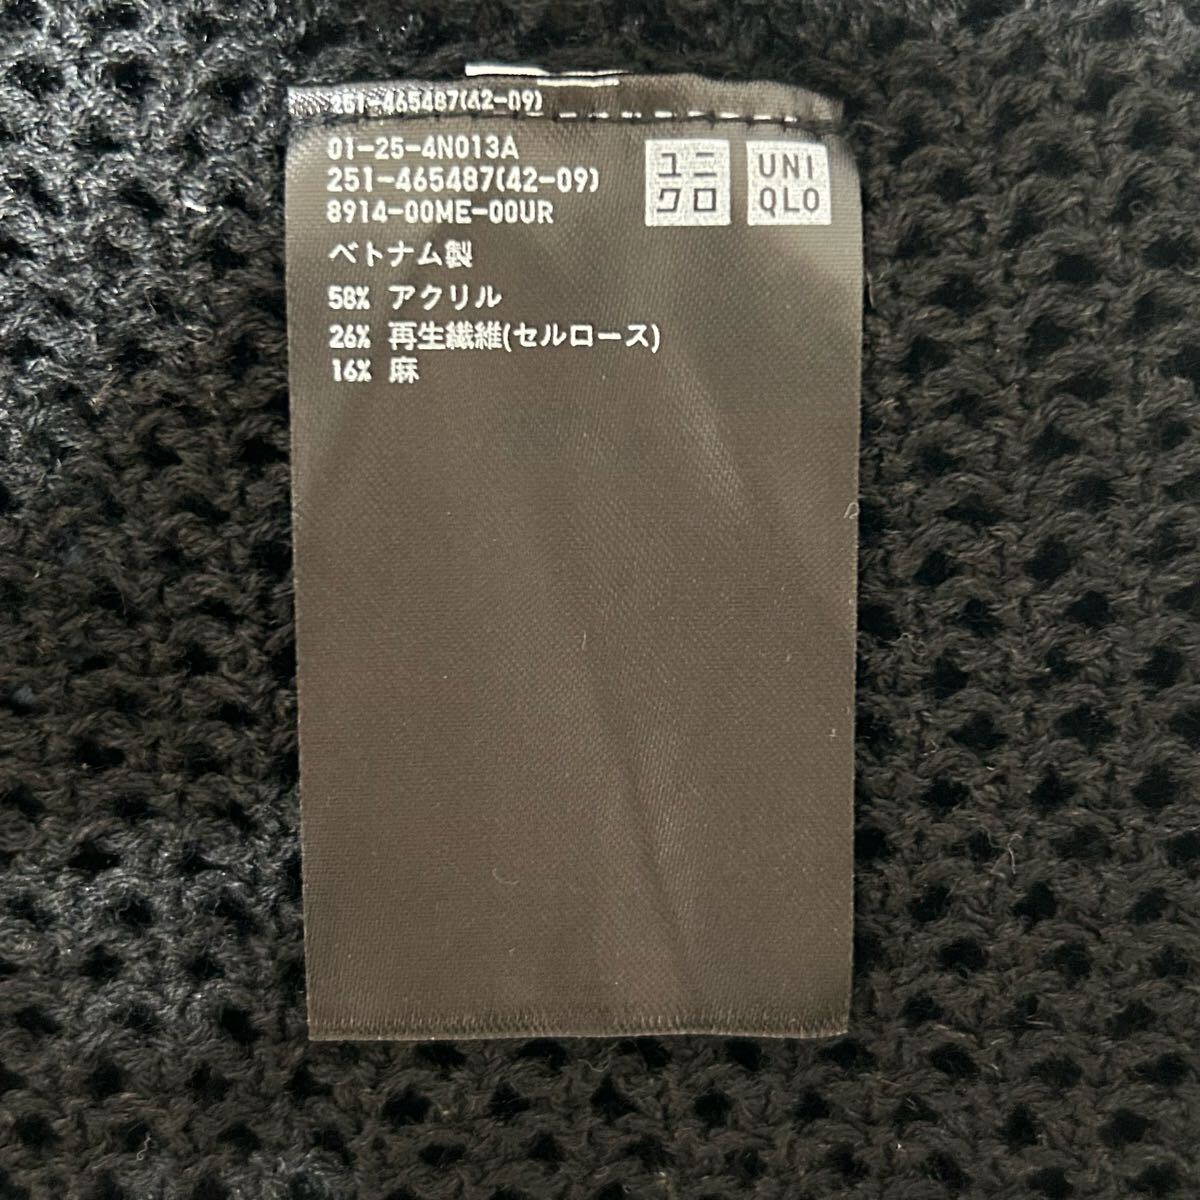 251-465487(42-09)
01-25-4N013A
251-465487(42-09)
8914-00ME-00UR
ベトナム製
58% アクリル
26% 再生繊維(セルロース)
16% 麻
ユニ
クロ
UNI
QLO